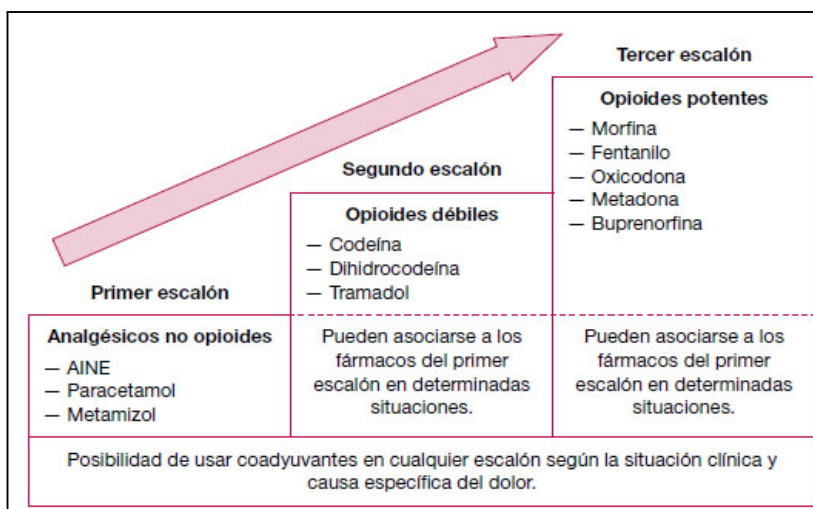 Tercer escalón
Opioides potentes
— Morfina
— Fentanilo
— Oxicodona
— Metadona
— Buprenorfina
Segundo escalón
Opioides débiles
— Codeína
— Dihidrocodeína
— Tramadol
Primer escalón
Analgésicos no opioides
— AINE
— Paracetamol
— Metamizol
Pueden asociarse a los
fármacos del primer
escalón en determinadas
situaciones.
Pueden asociarse a los
fármacos del primer
escalón en determinadas
situaciones.
Posibilidad de usar coadyuvantes en cualquier escalón según la situación clínica y
causa específica del dolor.